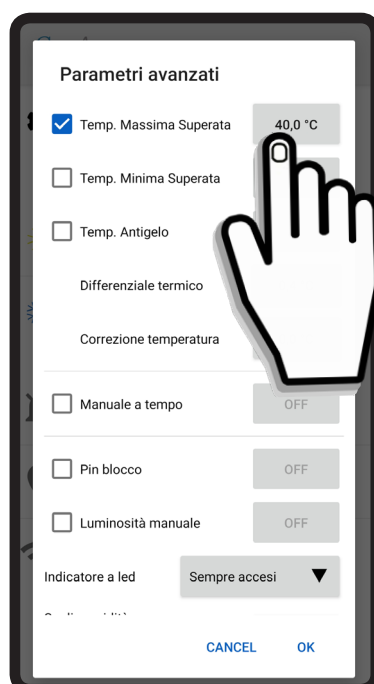 Parametri avanzati
Temp. Massima Superata 40,0 °C
Temp. Minima Superata
Temp. Antigelo
Differenziale termico
Correzione temperatura
Manuale a tempo OFF
Pin blocco OFF
Luminosità manuale OFF
Indicatore a led Sempre accesi
CANCEL OK